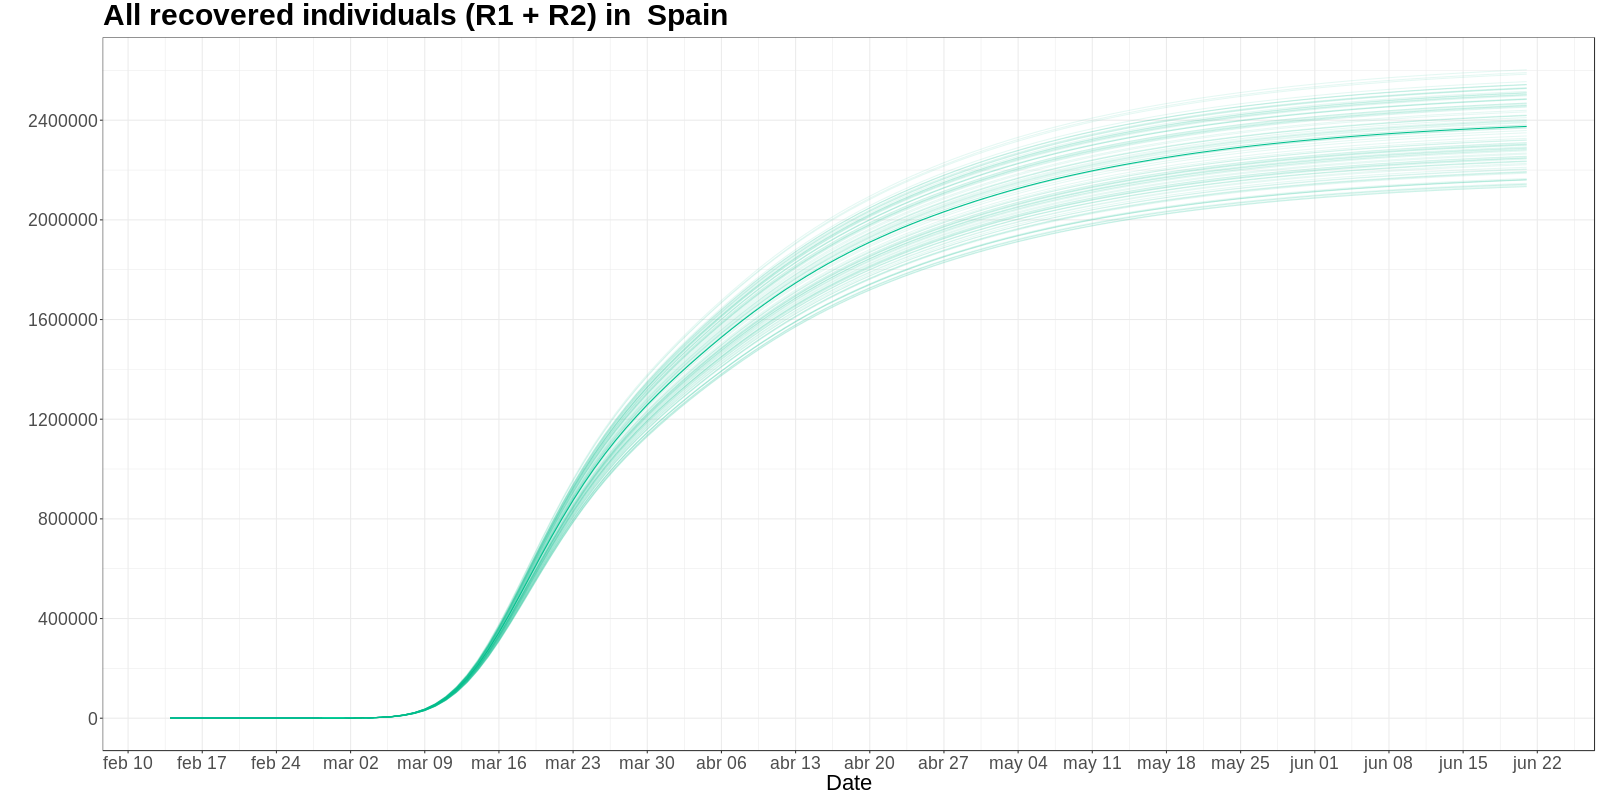 All recovered individuals (R1 + R2) in  Spain
2400000
2000000
1600000
1200000
800000
400000
0
feb 10 feb 17 feb 24 mar 02 mar 09 mar 16 mar 23 mar 30 abr 06 abr 13 abr 20 abr 27 may 04 may 11 may 18 may 25 jun 01 jun 08 jun 15 jun 22
Date